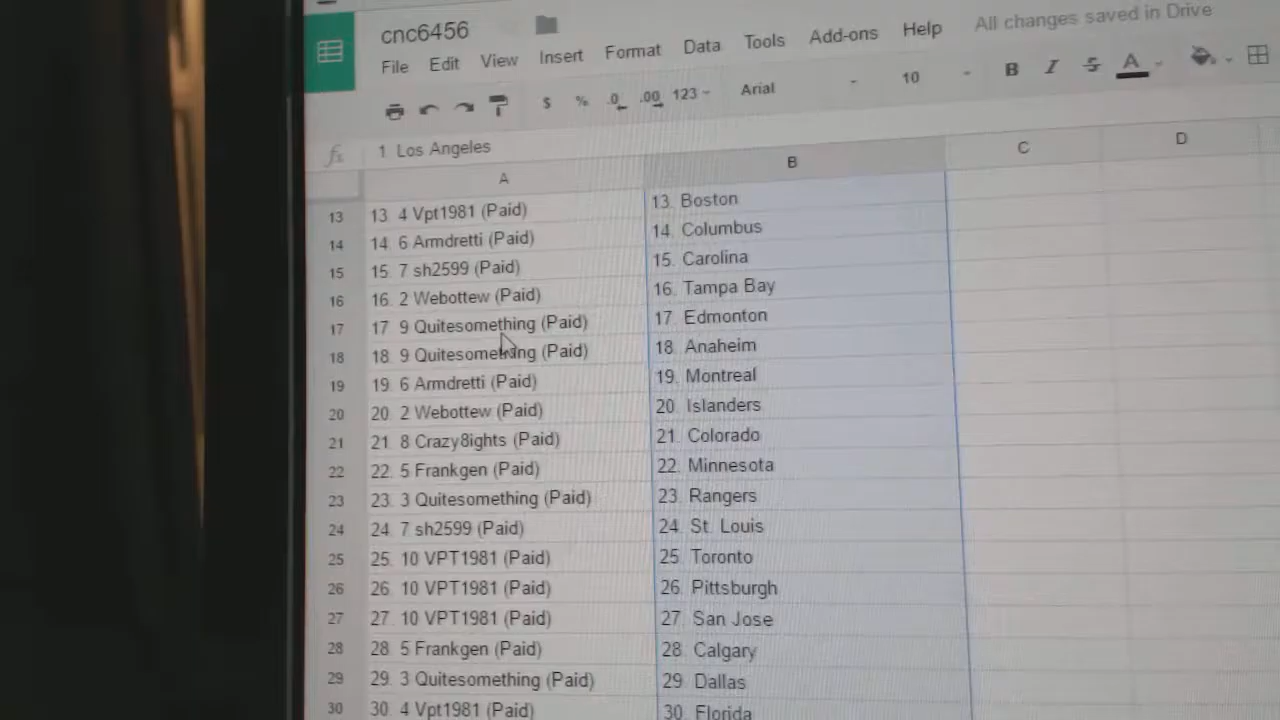 cnc6456
File Edit View Insert Format Data Tools Add-ons Help All changes saved in Drive
$ % .0 .00 123 Arial 10 B I S A
fx 1 Los Angeles
A B C D
13 13 4 Vpt1981 (Paid) 13 Boston
14 14 6 Armdretti (Paid) 14 Columbus
15 15 7 sh2599 (Paid) 15 Carolina
16 16 2 Webottew (Paid) 16 Tampa Bay
17 17 9 Quitesomething (Paid) 17 Edmonton
18 18 9 Quitesomething (Paid) 18 Anaheim
19 19 6 Armdretti (Paid) 19 Montreal
20 20 2 Webottew (Paid) 20 Islanders
21 21 8 Crazy8ights (Paid) 21 Colorado
22 22 5 Frankgen (Paid) 22 Minnesota
23 23 3 Quitesomething (Paid) 23 Rangers
24 24 7 sh2599 (Paid) 24 St. Louis
25 25 10 VPT1981 (Paid) 25 Toronto
26 26 10 VPT1981 (Paid) 26 Pittsburgh
27 27 10 VPT1981 (Paid) 27 San Jose
28 28 5 Frankgen (Paid) 28 Calgary
29 29 3 Quitesomething (Paid) 29 Dallas
30 30 4 Vpt1981 (Paid) 30 Florida